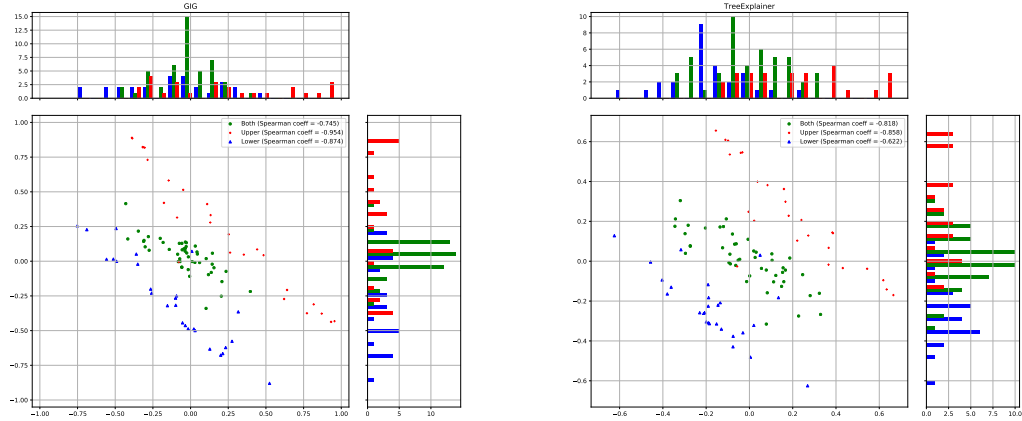 GIG
15.0
12.5
10.0
7.5
5.0
2.5
0.0
1.00
0.75
0.50
0.25
0.00
-0.25
-0.50
-0.75
-1.00
Both (Spearman coeff = -0.745)
Upper (Spearman coeff = -0.954)
Lower (Spearman coeff = -0.874)
-1.00 -0.75 -0.50 -0.25 0.00 0.25 0.50 0.75 1.00
0 5 10
TreeExplainer
10
8
6
4
2
0
0.6
0.4
0.2
0.0
-0.2
-0.4
-0.6
Both (Spearman coeff = -0.818)
Upper (Spearman coeff = -0.858)
Lower (Spearman coeff = -0.622)
-0.6 -0.4 -0.2 0.0 0.2 0.4 0.6
0.0 2.5 5.0 7.5 10.0